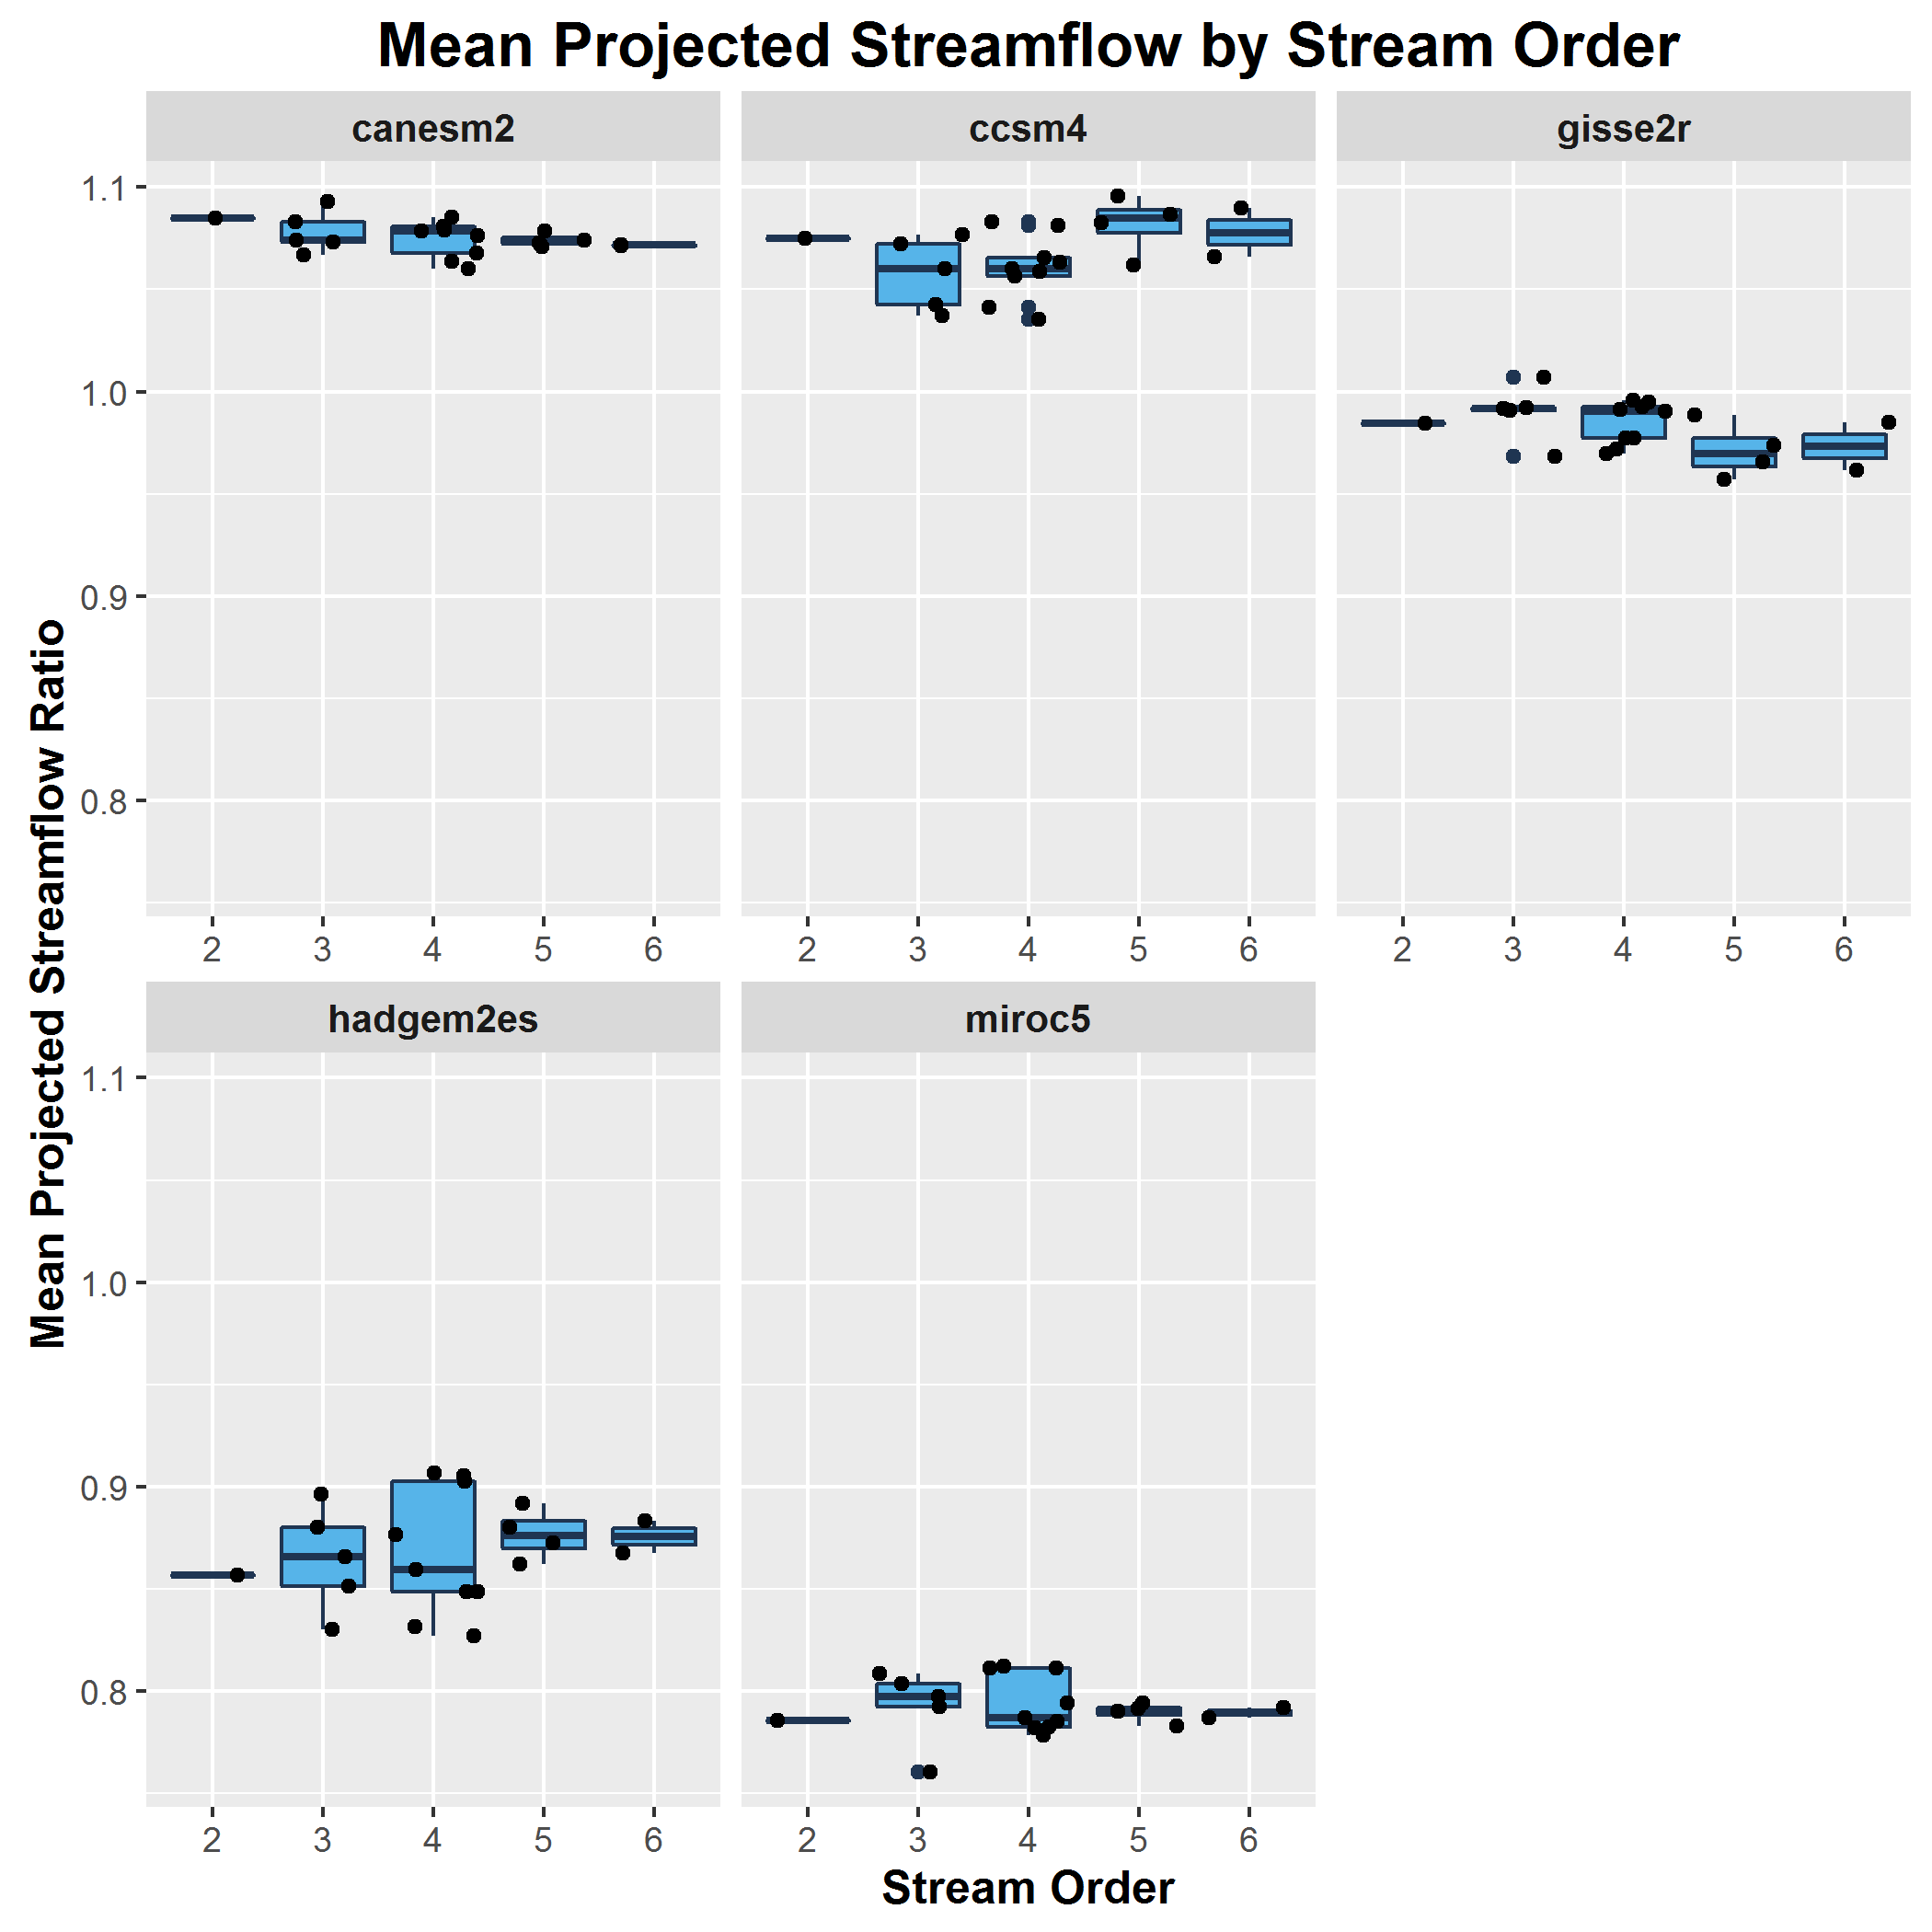 Mean Projected Streamflow by Stream Order
canesm2
ccsm4
gisse2r
1.1
1.0
0.9
0.8
2 3 4 5 6
2 3 4 5 6
2 3 4 5 6
Mean Projected Streamflow Ratio
hadgem2es
miroc5
1.1
1.0
0.9
0.8
2 3 4 5 6
2 3 4 5 6
Stream Order